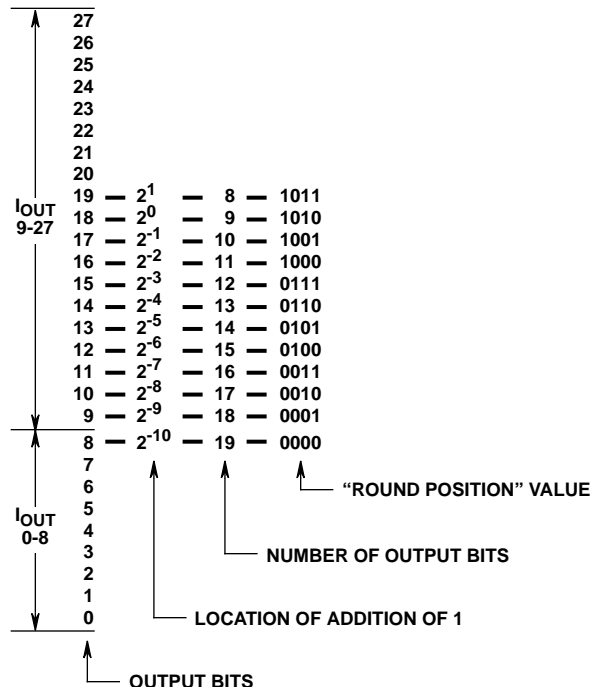 27
26
25
24
23
22
21
20
19 — 2^1 — 8 — 1011
I_OUT 9-27
18 — 2^0 — 9 — 1010
17 — 2^-1 — 10 — 1001
16 — 2^-2 — 11 — 1000
15 — 2^-3 — 12 — 0111
14 — 2^-4 — 13 — 0110
13 — 2^-5 — 14 — 0101
12 — 2^-6 — 15 — 0100
11 — 2^-7 — 16 — 0011
10 — 2^-8 — 17 — 0010
9 — 2^-9 — 18 — 0001
8 — 2^-10 — 19 — 0000
7
6
"ROUND POSITION" VALUE
5
I_OUT 0-8
4
3
NUMBER OF OUTPUT BITS
2
1
0
LOCATION OF ADDITION OF 1
OUTPUT BITS